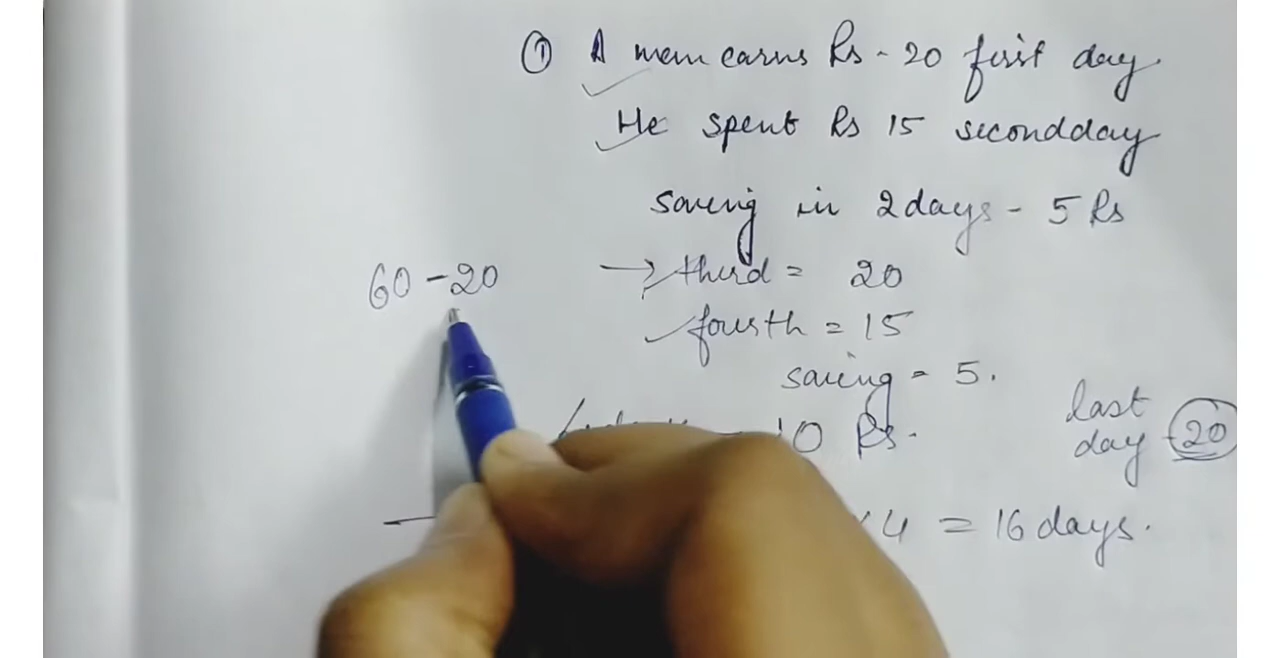 ① A man earns Rs - 20 first day.
He spent Rs 15 secondday
saving in 2days - 5 Rs
→ third = 20
fourth = 15
saving = 5.
60 - 20
10 Rs.
last
day - 20
4 = 16 days.